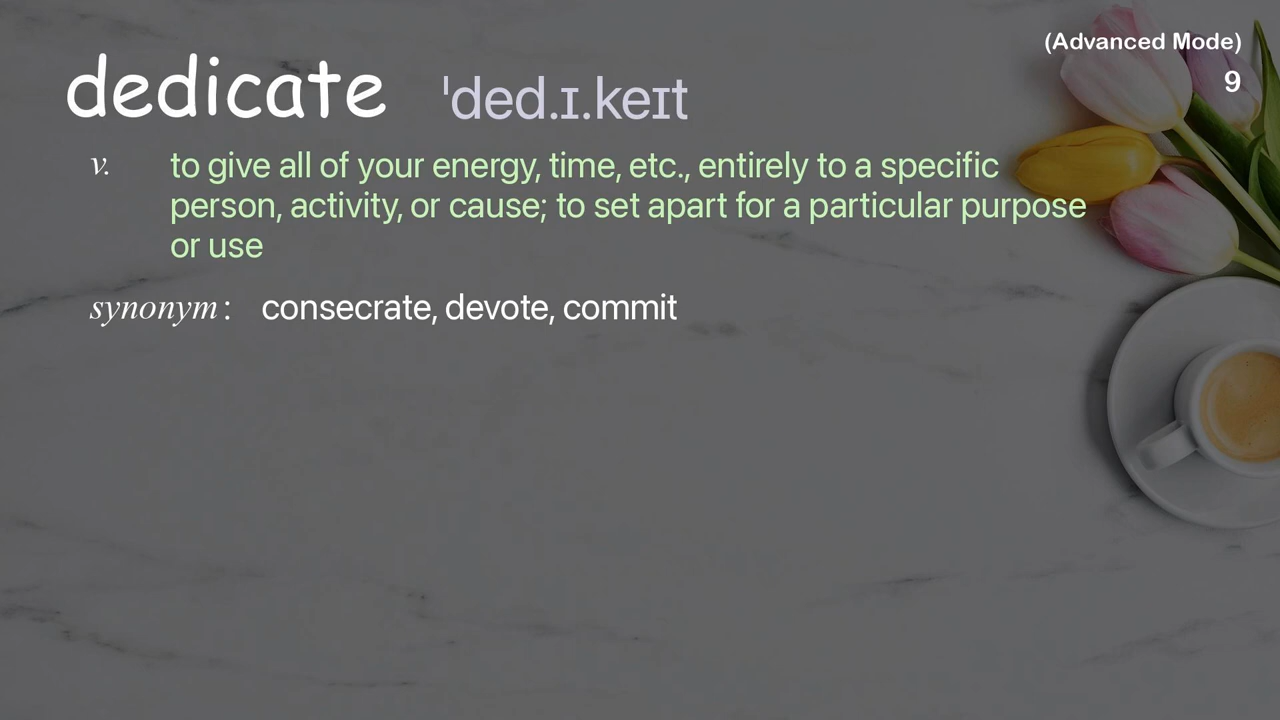 (Advanced Mode)
9
dedicate ˈded.ɪ.keɪt
v. to give all of your energy, time, etc., entirely to a specific
person, activity, or cause; to set apart for a particular purpose
or use
synonym: consecrate, devote, commit